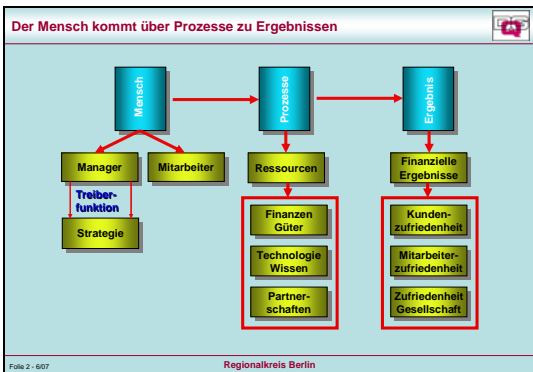 Der Mensch kommt über Prozesse zu Ergebnissen
DGQ
Mensch
Prozesse
Ergebnis
Manager
Mitarbeiter
Ressourcen
Finanzielle
Ergebnisse
Treiber-
funktion
Strategie
Finanzen
Güter
Technologie
Wissen
Partner-
schaften
Kunden-
zufriedenheit
Mitarbeiter-
zufriedenheit
Zufriedenheit
Gesellschaft
Folie 2 - 6/07
Regionalkreis Berlin